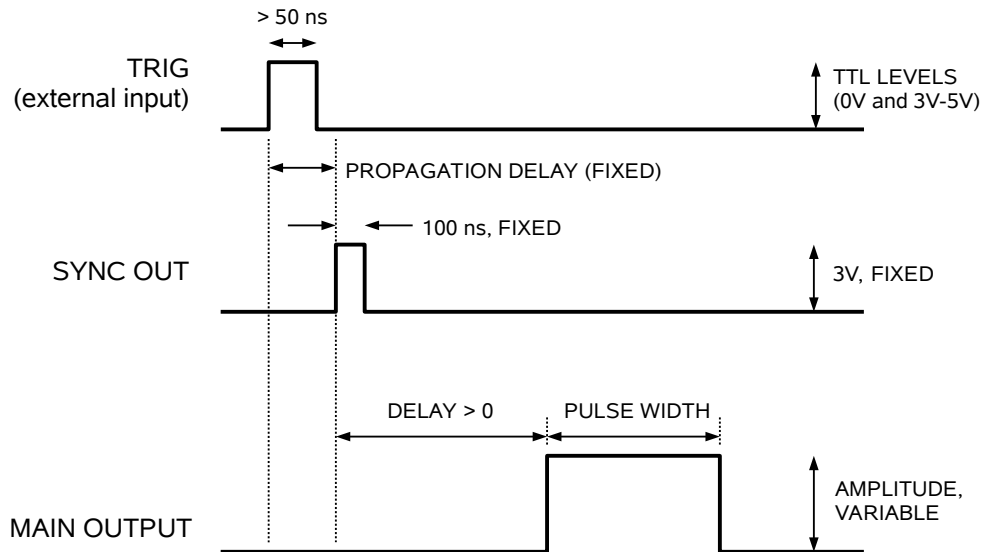 > 50 ns
TRIG
(external input)
TTL LEVELS
(0V and 3V-5V)
PROPAGATION DELAY (FIXED)
100 ns, FIXED
SYNC OUT
3V, FIXED
DELAY > 0
PULSE WIDTH
AMPLITUDE,
VARIABLE
MAIN OUTPUT